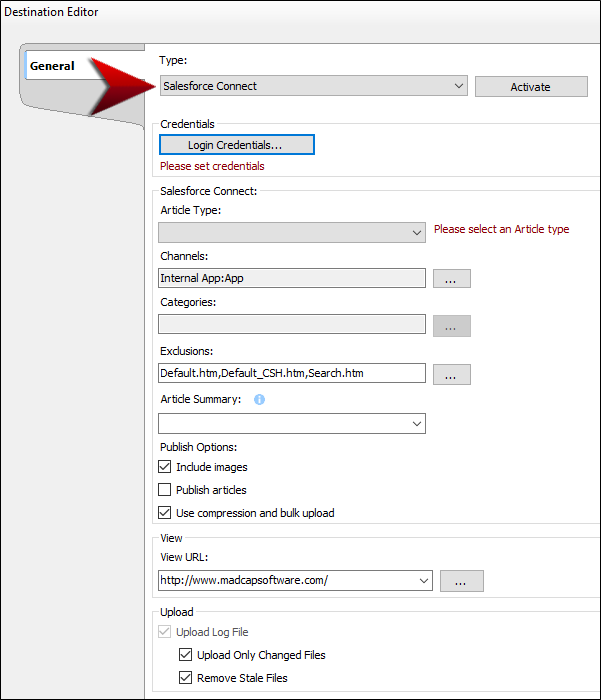 Destination Editor
General
Type:
Salesforce Connect
Activate
Credentials
Login Credentials...
Please set credentials
Salesforce Connect:
Article Type:
Please select an Article type
Channels:
Internal App:App
...
Categories:
...
Exclusions:
Default.htm,Default_CSH.htm,Search.htm
...
Article Summary:
i
Publish Options:
Include images
Publish articles
Use compression and bulk upload
View
View URL:
http://www.madcapsoftware.com/
...
Upload
Upload Log File
Upload Only Changed Files
Remove Stale Files